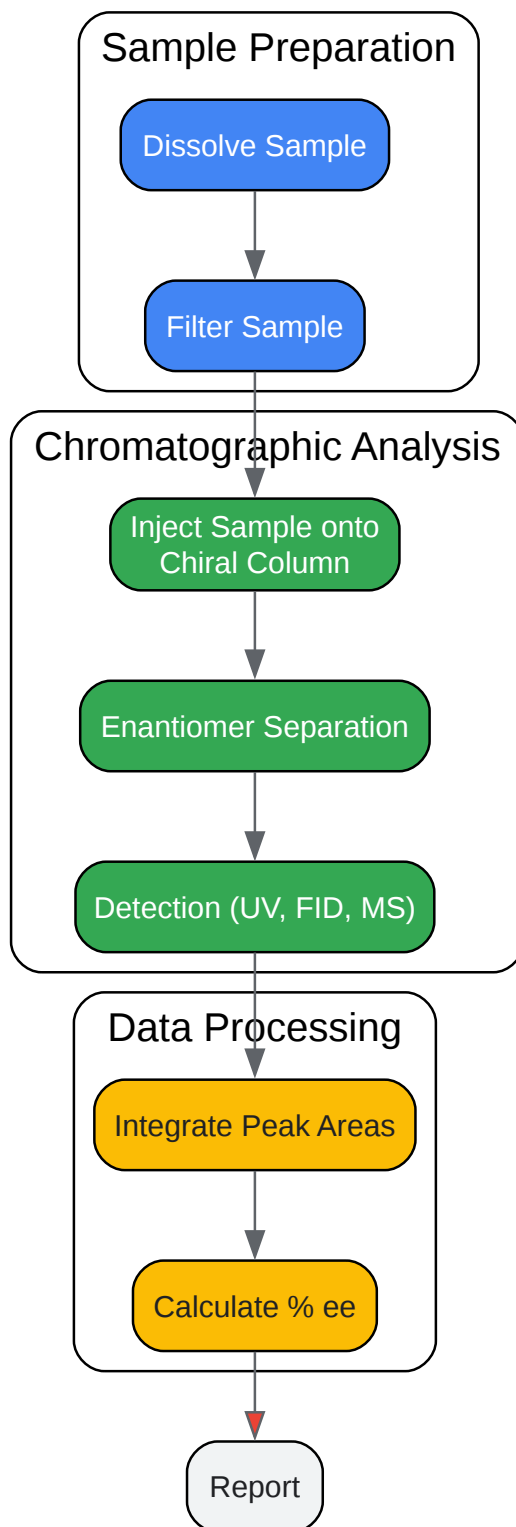 Sample Preparation
Dissolve Sample
Filter Sample
Chromatographic Analysis
Inject Sample onto
Chiral Column
Enantiomer Separation
Detection (UV, FID, MS)
Data Processing
Integrate Peak Areas
Calculate % ee
Report